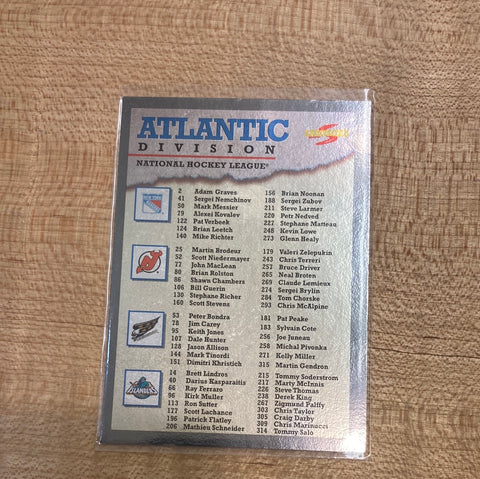 ATLANTIC
DIVISION
NATIONAL HOCKEY LEAGUE®
2 Adam Graves
41 Sergei Nemchinov
50 Mark Messier
79 Alexei Kovalev
122 Pat Verbeek
124 Brian Leetch
140 Mike Richter
156 Brian Noonan
188 Sergei Zubov
211 Steve Larmer
220 Petr Nedved
227 Stephane Matteau
248 Kevin Lowe
273 Glenn Healy
25 Martin Brodeur
52 Scott Niedermayer
77 John MacLean
80 Brian Rolston
86 Shawn Chambers
106 Bill Guerin
130 Stephane Richer
160 Scott Stevens
179 Valeri Zelepukin
243 Chris Terreri
257 Bruce Driver
265 Neal Broten
269 Claude Lemieux
274 Sergei Brylin
284 Tom Chorske
293 Chris McAlpine
53 Peter Bondra
78 Jim Carey
95 Keith Jones
107 Dale Hunter
128 Jason Allison
144 Mark Tinordi
151 Dimitri Khristich
181 Pat Peake
183 Sylvain Cote
256 Joe Juneau
258 Michal Pivonka
271 Kelly Miller
315 Martin Gendron
14 Brett Lindros
40 Darius Kasparaitis
66 Ray Ferraro
96 Kirk Muller
113 Ron Sutter
177 Scott Lachance
196 Patrick Flatley
206 Mathieu Schneider
215 Tommy Soderstrom
217 Marty McInnis
226 Steve Thomas
238 Derek King
267 Zigmund Palffy
303 Chris Taylor
305 Craig Darby
309 Chris Marinucci
314 Tommy Salo
ISLANDERS